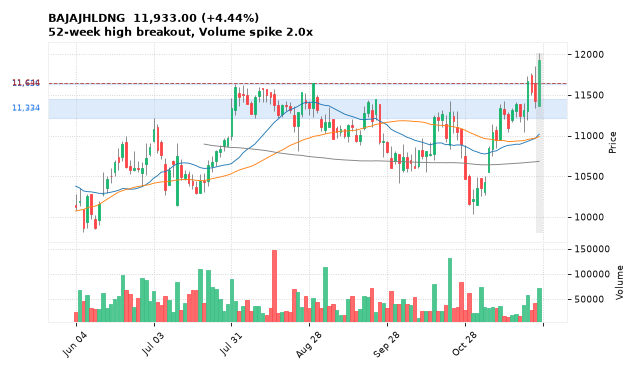 BAJAJHLDNG 11,933.00 (+4.44%)
52-week high breakout, Volume spike 2.0x
12000
11500
11,334
11000
Price
10500
10000
150000
100000
Volume
50000
Jun 04
Jul 03
Jul 31
Aug 28
Sep 28
Oct 28